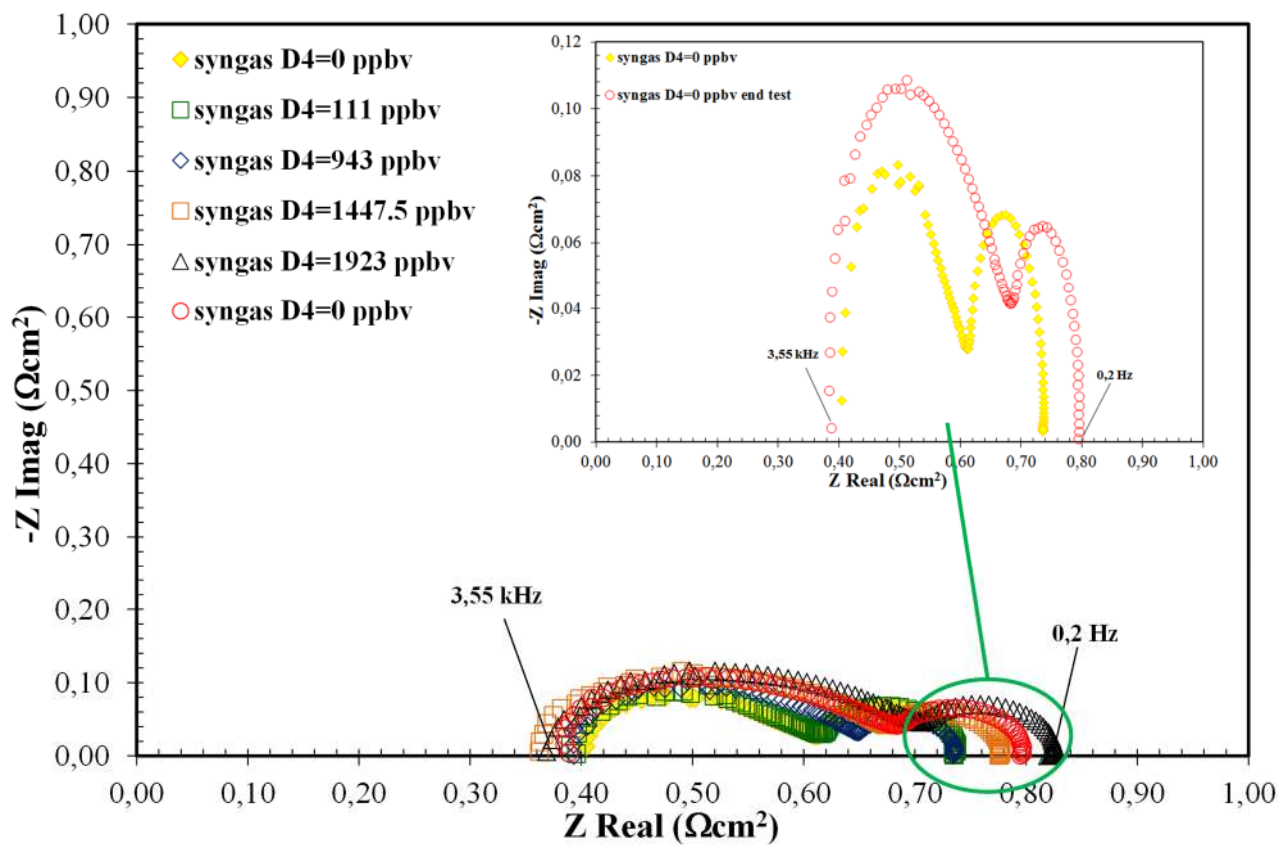 1,00
0,90
0,80
0,70
0,60
0,50
0,40
0,30
0,20
0,10
0,00
-Z Imag (Ωcm²)
syngas D4=0 ppbv
syngas D4=111 ppbv
syngas D4=943 ppbv
syngas D4=1447.5 ppbv
syngas D4=1923 ppbv
syngas D4=0 ppbv
0,12
0,10
0,08
0,06
0,04
0,02
0,00
-Z Imag (Ωcm²)
syngas D4=0 ppbv
syngas D4=0 ppbv end test
3,55 kHz
0,2 Hz
0,00 0,10 0,20 0,30 0,40 0,50 0,60 0,70 0,80 0,90 1,00
Z Real (Ωcm²)
3,55 kHz
0,2 Hz
0,00 0,10 0,20 0,30 0,40 0,50 0,60 0,70 0,80 0,90 1,00
Z Real (Ωcm²)